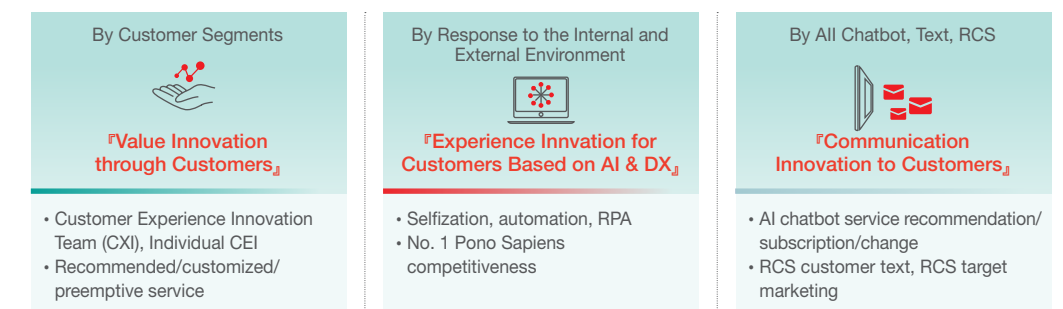 By Customer Segments
『Value Innovation
through Customers』
• Customer Experience Innovation
Team (CXI), Individual CEI
• Recommended/customized/
preemptive service
By Response to the Internal and
External Environment
『Experience Innvation for
Customers Based on AI & DX』
• Selfization, automation, RPA
• No. 1 Pono Sapiens
competitiveness
By AII Chatbot, Text, RCS
『Communication
Innovation to Customers』
• AI chatbot service recommendation/
subscription/change
• RCS customer text, RCS target
marketing